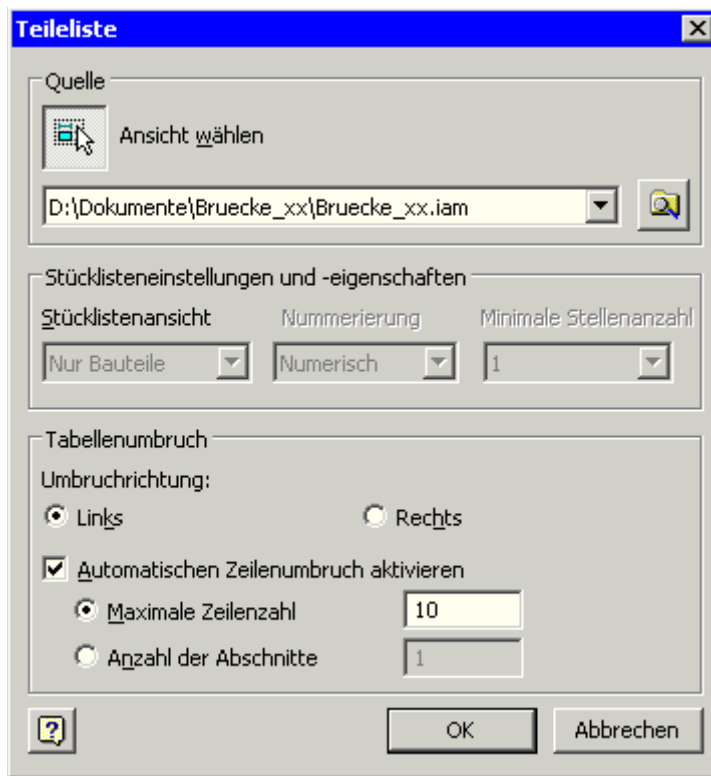 Teileliste
Quelle
Ansicht wählen
D:\Dokumente\Bruecke_xx\Bruecke_xx.iam
Stücklisteneinstellungen und -eigenschaften
Stücklistenansicht Nummerierung Minimale Stellenanzahl
Nur Bauteile Numerisch 1
Tabellenumbruch
Umbruchrichtung:
Links Rechts
Automatischen Zeilenumbruch aktivieren
Maximale Zeilenzahl 10
Anzahl der Abschnitte 1
? OK Abbrechen